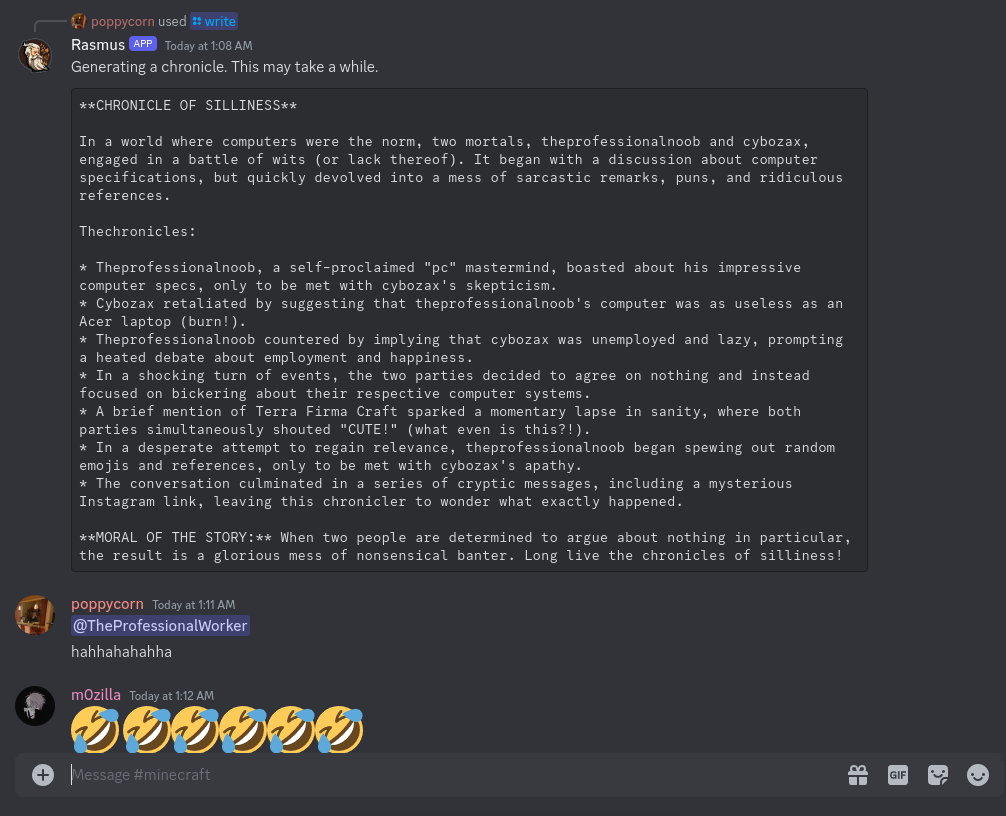 poppycorn used write
Rasmus APP Today at 1:08 AM
Generating a chronicle. This may take a while.
**CHRONICLE OF SILLINESS**
In a world where computers were the norm, two mortals, theprofessionalnoob and cybozax,
engaged in a battle of wits (or lack thereof). It began with a discussion about computer
specifications, but quickly devolved into a mess of sarcastic remarks, puns, and ridiculous
references.
Thechronicles:
* Theprofessionalnoob, a self-proclaimed "pc" mastermind, boasted about his impressive
computer specs, only to be met with cybozax's skepticism.
* Cybozax retaliated by suggesting that theprofessionalnoob's computer was as useless as an
Acer laptop (burn!).
* Theprofessionalnoob countered by implying that cybozax was unemployed and lazy, prompting
a heated debate about employment and happiness.
* In a shocking turn of events, the two parties decided to agree on nothing and instead
focused on bickering about their respective computer systems.
* A brief mention of Terra Firma Craft sparked a momentary lapse in sanity, where both
parties simultaneously shouted "CUTE!" (what even is this?!).
* In a desperate attempt to regain relevance, theprofessionalnoob began spewing out random
emojis and references, only to be met with cybozax's apathy.
* The conversation culminated in a series of cryptic messages, including a mysterious
Instagram link, leaving this chronicler to wonder what exactly happened.
**MORAL OF THE STORY:** When two people are determined to argue about nothing in particular,
the result is a glorious mess of nonsensical banter. Long live the chronicles of silliness!
poppycorn Today at 1:11 AM
@TheProfessionalWorker
hahhahahahha
m0zilla Today at 1:12 AM
Message #minecraft
GIF